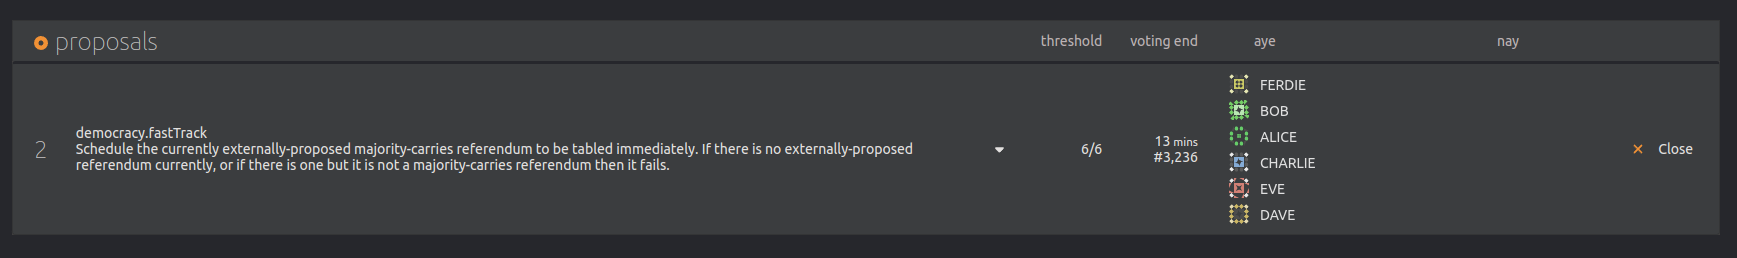 proposals
threshold
voting end
aye
nay
2
democracy.fastTrack
Schedule the currently externally-proposed majority-carries referendum to be tabled immediately. If there is no externally-proposed
referendum currently, or if there is one but it is not a majority-carries referendum then it fails.
6/6
13 mins
#3,236
FERDIE
BOB
ALICE
CHARLIE
EVE
DAVE
Close